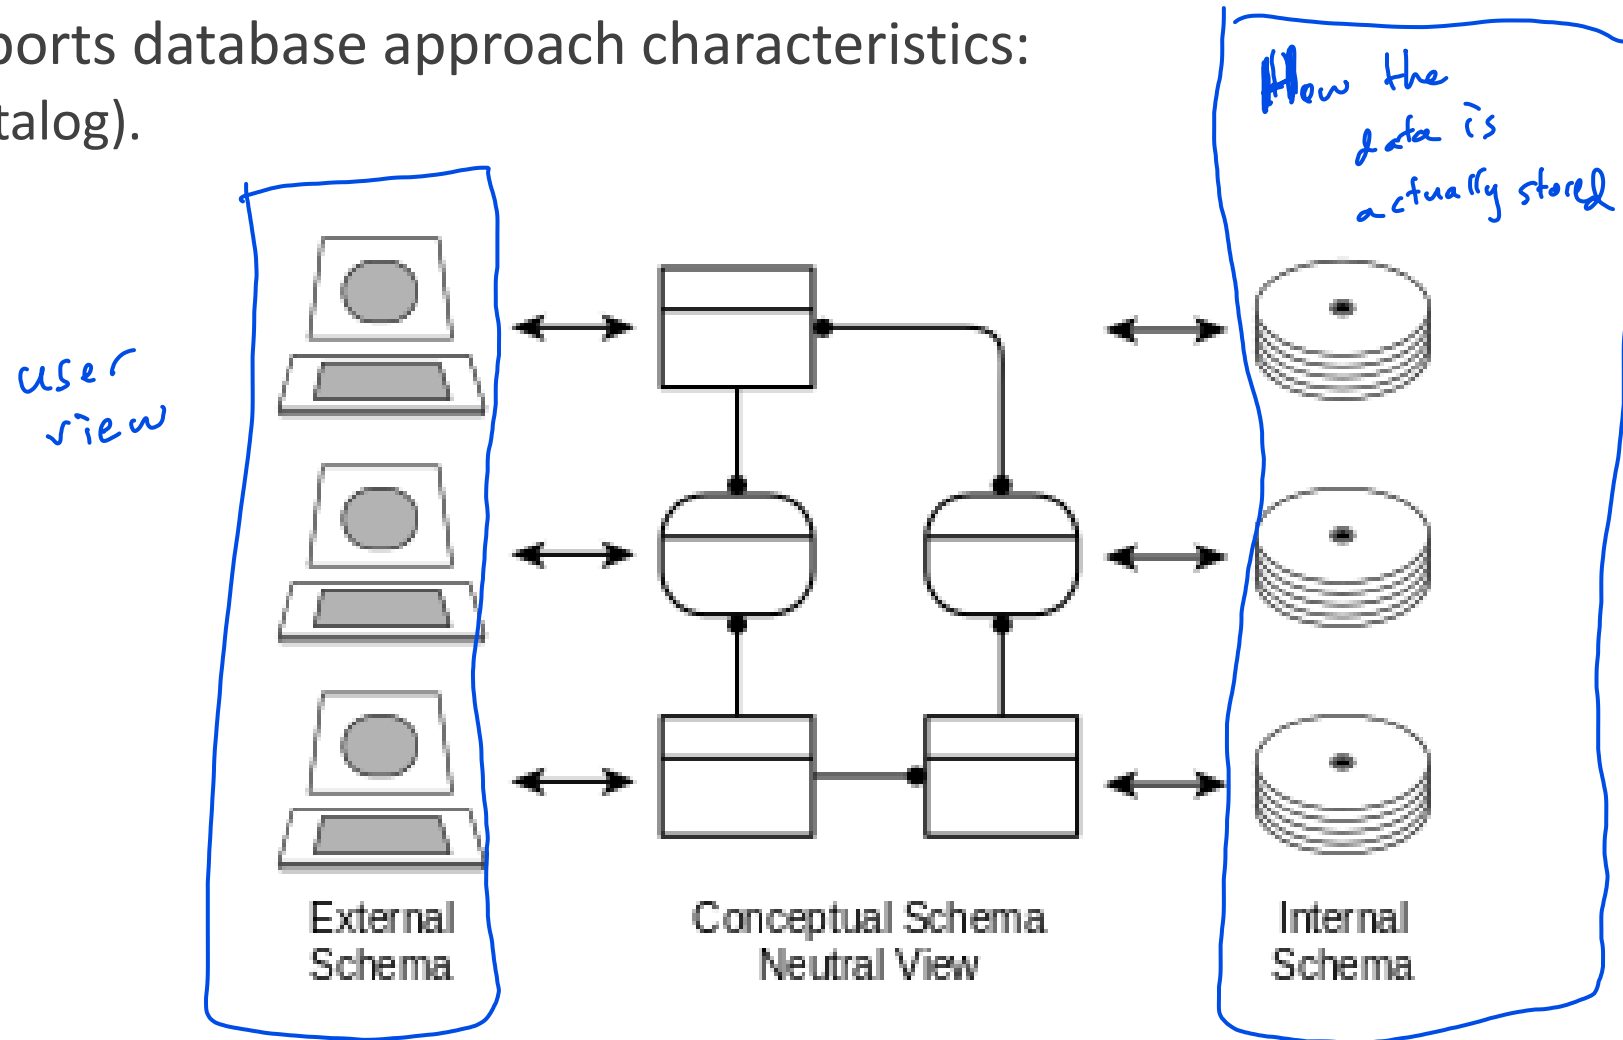 ports database approach characteristics:
talog).
How the
data is
actually stored
user
view
External
Schema
Conceptual Schema
Neutral View
Internal
Schema